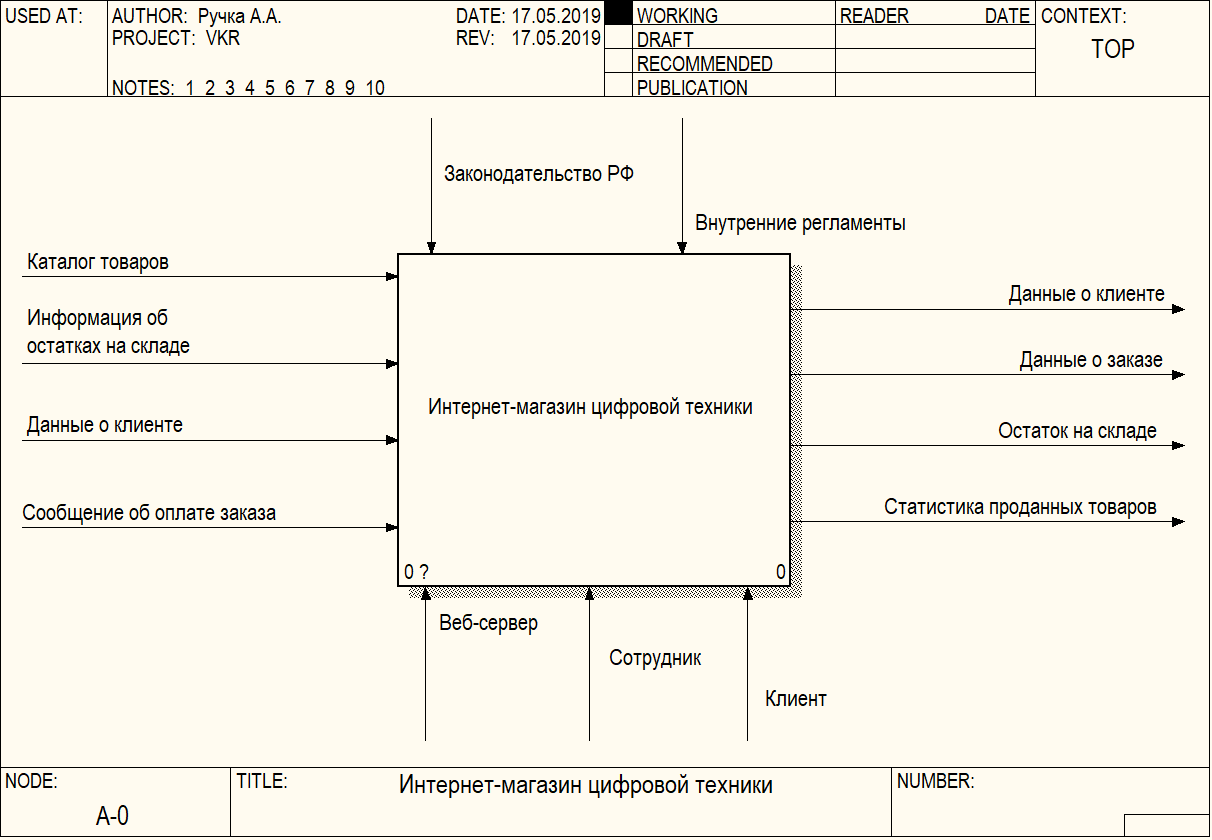 USED AT:
AUTHOR: Ручка А.А.
DATE: 17.05.2019
PROJECT: VKR
REV: 17.05.2019
NOTES: 1 2 3 4 5 6 7 8 9 10
WORKING
DRAFT
RECOMMENDED
PUBLICATION
READER DATE
CONTEXT:
TOP
Законодательство РФ
Внутренние регламенты
Каталог товаров
Информация об
остатках на складе
Данные о клиенте
Сообщение об оплате заказа
Интернет-магазин цифровой техники
0 ?
0
Данные о клиенте
Данные о заказе
Остаток на складе
Статистика проданных товаров
Веб-сервер
Сотрудник
Клиент
NODE:
A-0
TITLE:
Интернет-магазин цифровой техники
NUMBER: